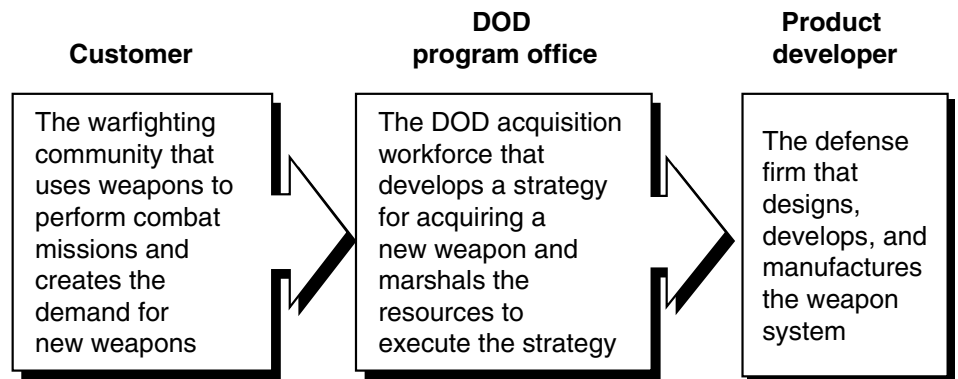 Customer
DOD
program office
Product
developer
The warfighting
community that
uses weapons to
perform combat
missions and
creates the
demand for
new weapons
The DOD acquisition
workforce that
develops a strategy
for acquiring a
new weapon and
marshals the
resources to
execute the strategy
The defense
firm that
designs,
develops, and
manufactures
the weapon
system